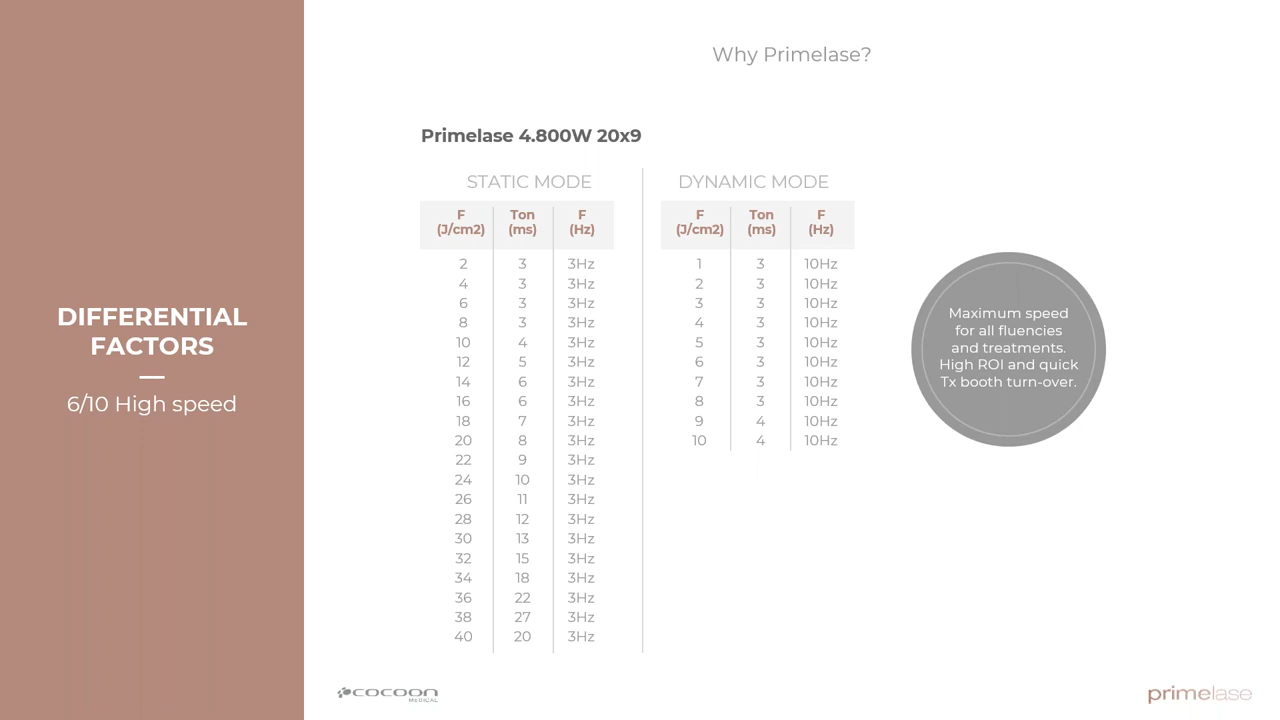 Why Primelase?
DIFFERENTIAL
FACTORS
6/10 High speed
Primelase 4.800W 20x9
STATIC MODE
F Ton F
(J/cm2) (ms) (Hz)
2 3 3Hz
4 3 3Hz
6 3 3Hz
8 3 3Hz
10 4 3Hz
12 5 3Hz
14 6 3Hz
16 6 3Hz
18 7 3Hz
20 8 3Hz
22 9 3Hz
24 10 3Hz
26 11 3Hz
28 12 3Hz
30 13 3Hz
32 15 3Hz
34 18 3Hz
36 22 3Hz
38 27 3Hz
40 20 3Hz
DYNAMIC MODE
F Ton F
(J/cm2) (ms) (Hz)
1 3 10Hz
2 3 10Hz
3 3 10Hz
4 3 10Hz
5 3 10Hz
6 3 10Hz
7 3 10Hz
8 3 10Hz
9 4 10Hz
10 4 10Hz
Maximum speed
for all fluencies
and treatments.
High ROI and quick
Tx booth turn-over.
cocoon
MEDICAL
primelase